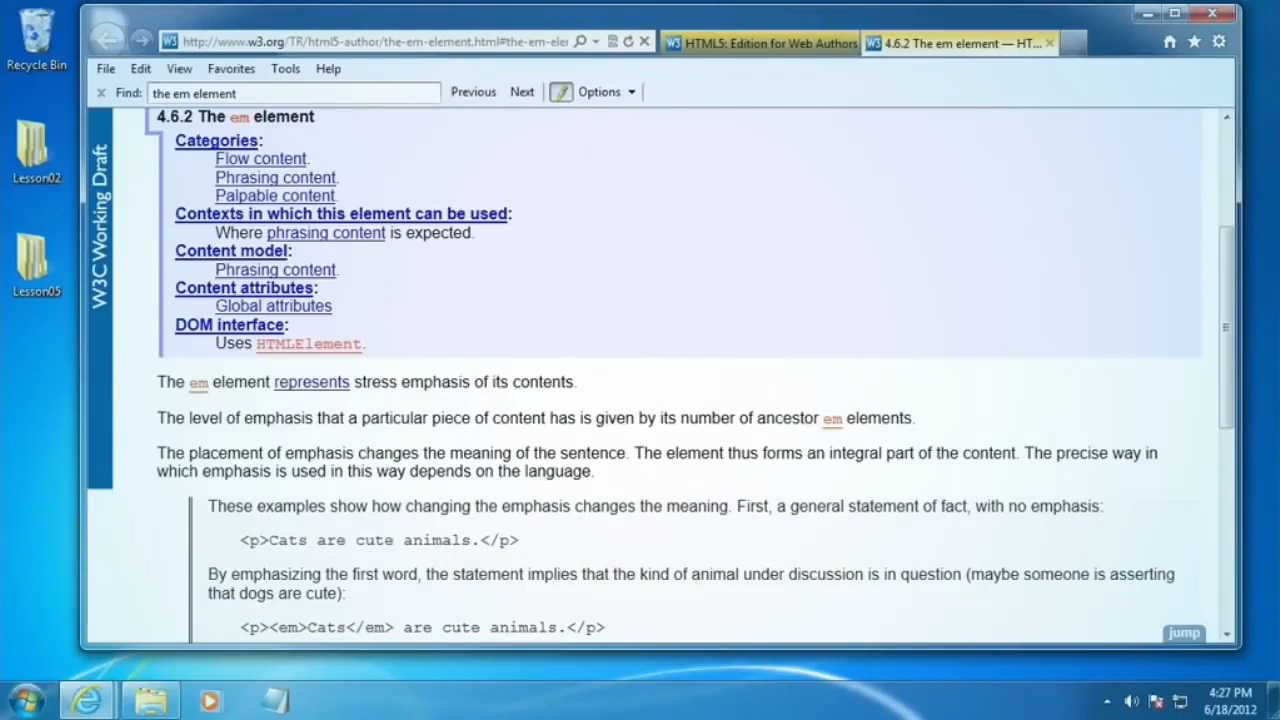 Recycle Bin
Lesson02
Lesson05
http://www.w3.org/TR/html5-author/the-em-element.html#the-em-ele
HTML5: Edition for Web Authors
4.6.2 The em element — HT...
File Edit View Favorites Tools Help
Find: the em element Previous Next Options
W3C Working Draft
4.6.2 The em element
Categories:
Flow content.
Phrasing content.
Palpable content.
Contexts in which this element can be used:
Where phrasing content is expected.
Content model:
Phrasing content.
Content attributes:
Global attributes
DOM interface:
Uses HTMLElement.
The em element represents stress emphasis of its contents.
The level of emphasis that a particular piece of content has is given by its number of ancestor em elements.
The placement of emphasis changes the meaning of the sentence. The element thus forms an integral part of the content. The precise way in
which emphasis is used in this way depends on the language.
These examples show how changing the emphasis changes the meaning. First, a general statement of fact, with no emphasis:
<p>Cats are cute animals.</p>
By emphasizing the first word, the statement implies that the kind of animal under discussion is in question (maybe someone is asserting
that dogs are cute):
<p><em>Cats</em> are cute animals.</p>
jump
4:27 PM
6/18/2012